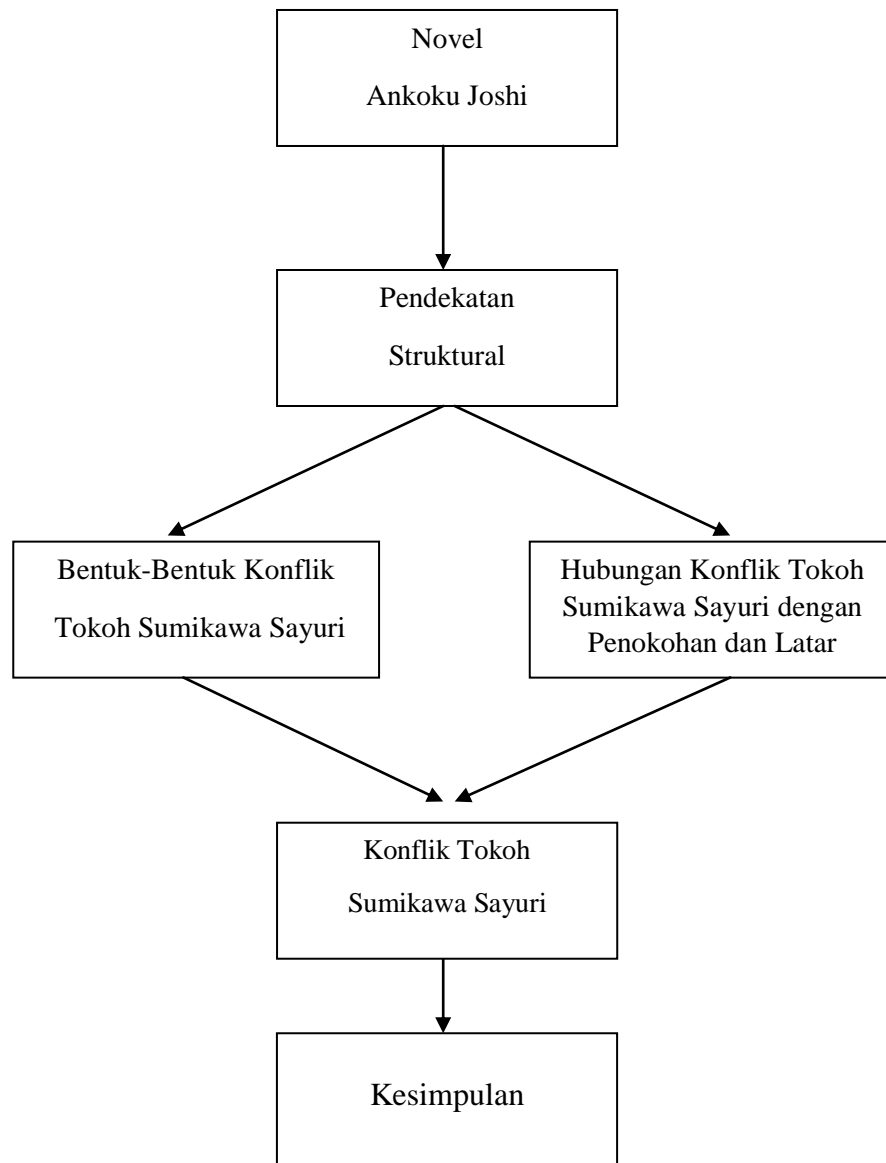 Novel
Ankoku Joshi
Pendekatan
Struktural
Bentuk-Bentuk Konflik
Tokoh Sumikawa Sayuri
Hubungan Konflik Tokoh
Sumikawa Sayuri dengan
Penokohan dan Latar
Konflik Tokoh
Sumikawa Sayuri
Kesimpulan